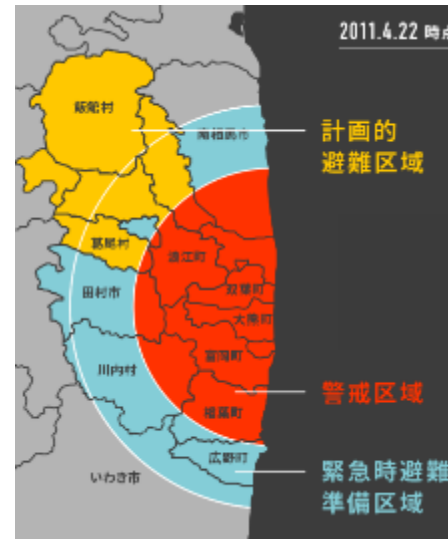 2011.4.22 時点
飯舘村
南相馬市
計画的
避難区域
葛尾村
浪江町
田村市
双葉町
大熊町
川内村
富岡町
楢葉町
警戒区域
広野町
いわき市
緊急時避難
準備区域